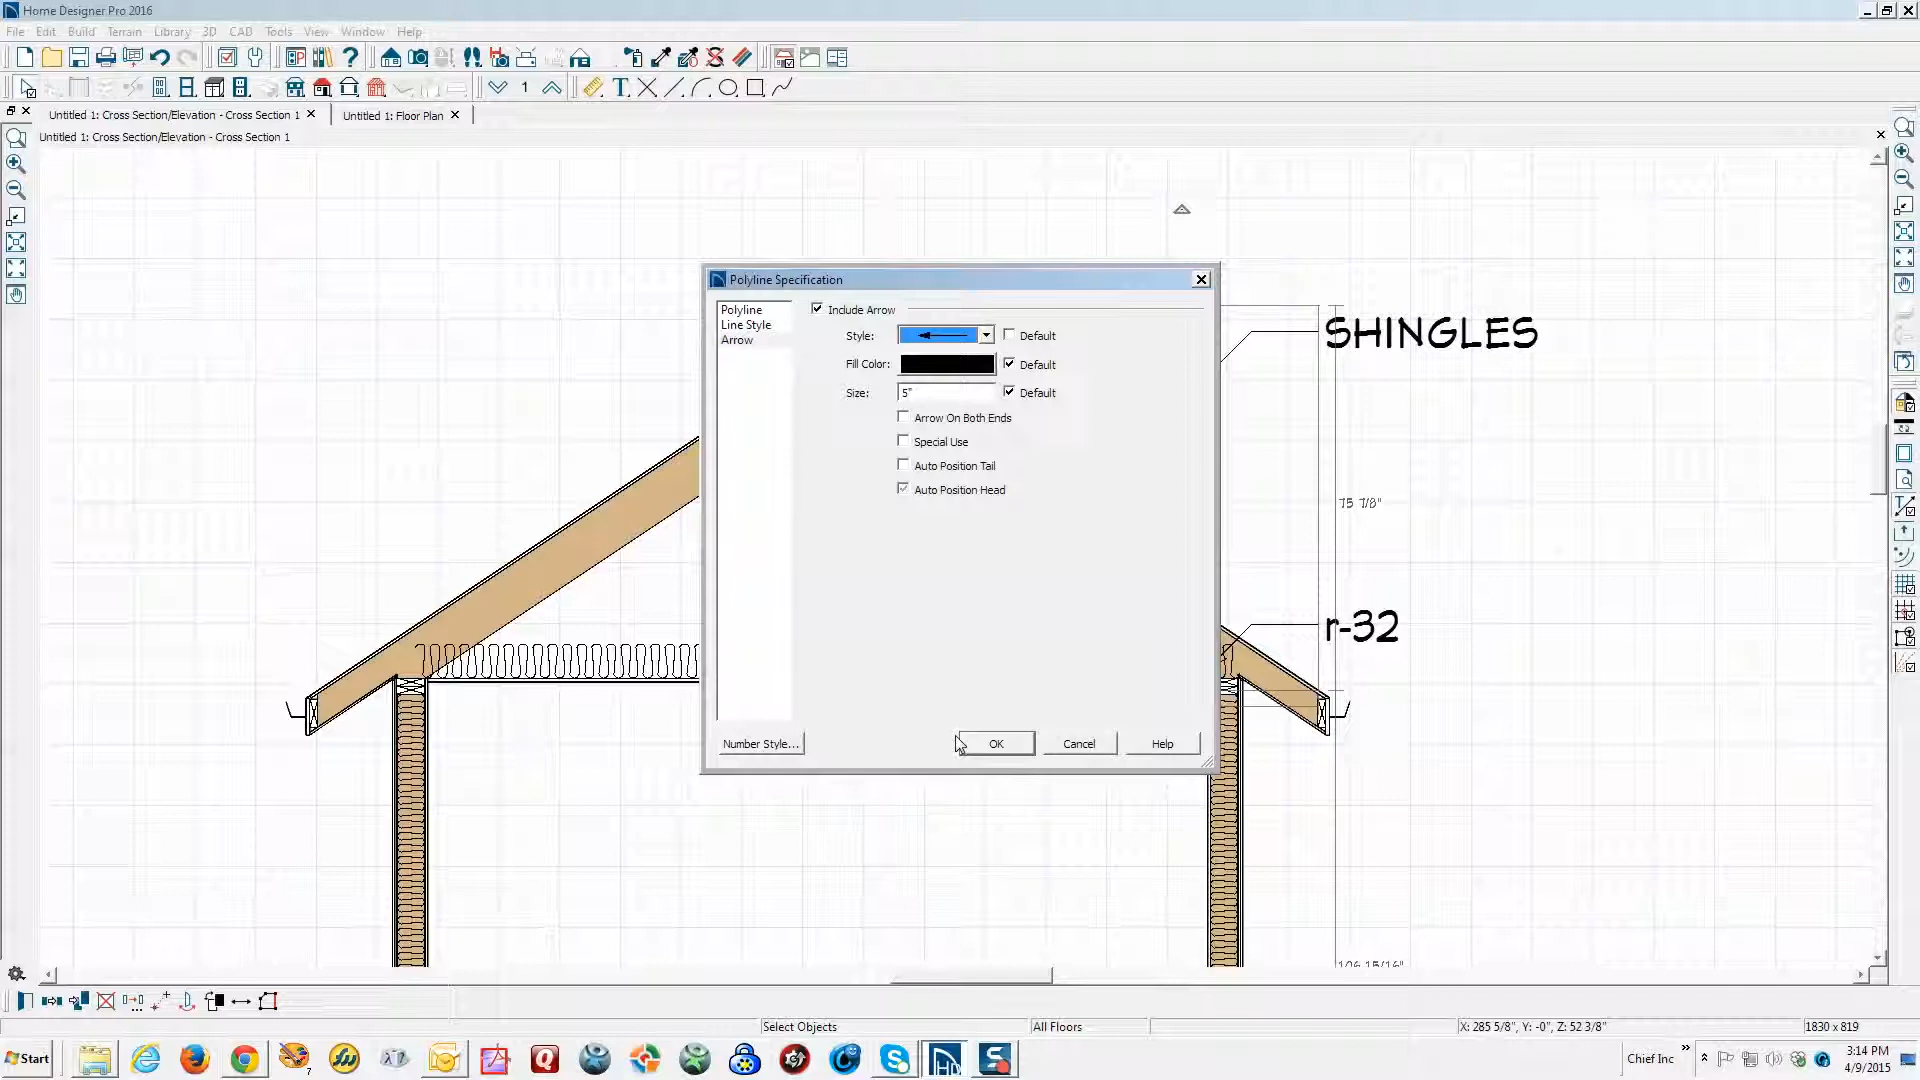 Home Designer Pro 2016
File Edit Build Terrain Library 3D CAD Tools View Window Help
1
Untitled 1: Cross Section/Elevation - Cross Section 1
Untitled 1: Floor Plan
Untitled 1: Cross Section/Elevation - Cross Section 1
Polyline Specification
Polyline
Line Style
Arrow
Include Arrow
Style: Default
Fill Color: Default
Size: 5" Default
Arrow On Both Ends
Special Use
Auto Position Tail
Auto Position Head
Number Style... OK Cancel Help
SHINGLES
75 7/8"
r-32
106 15/16"
Select Objects All Floors X: 285 5/8", Y: -0", Z: 52 3/8" 1830 x 819
Start
7
Chief Inc
3:14 PM
4/9/2015